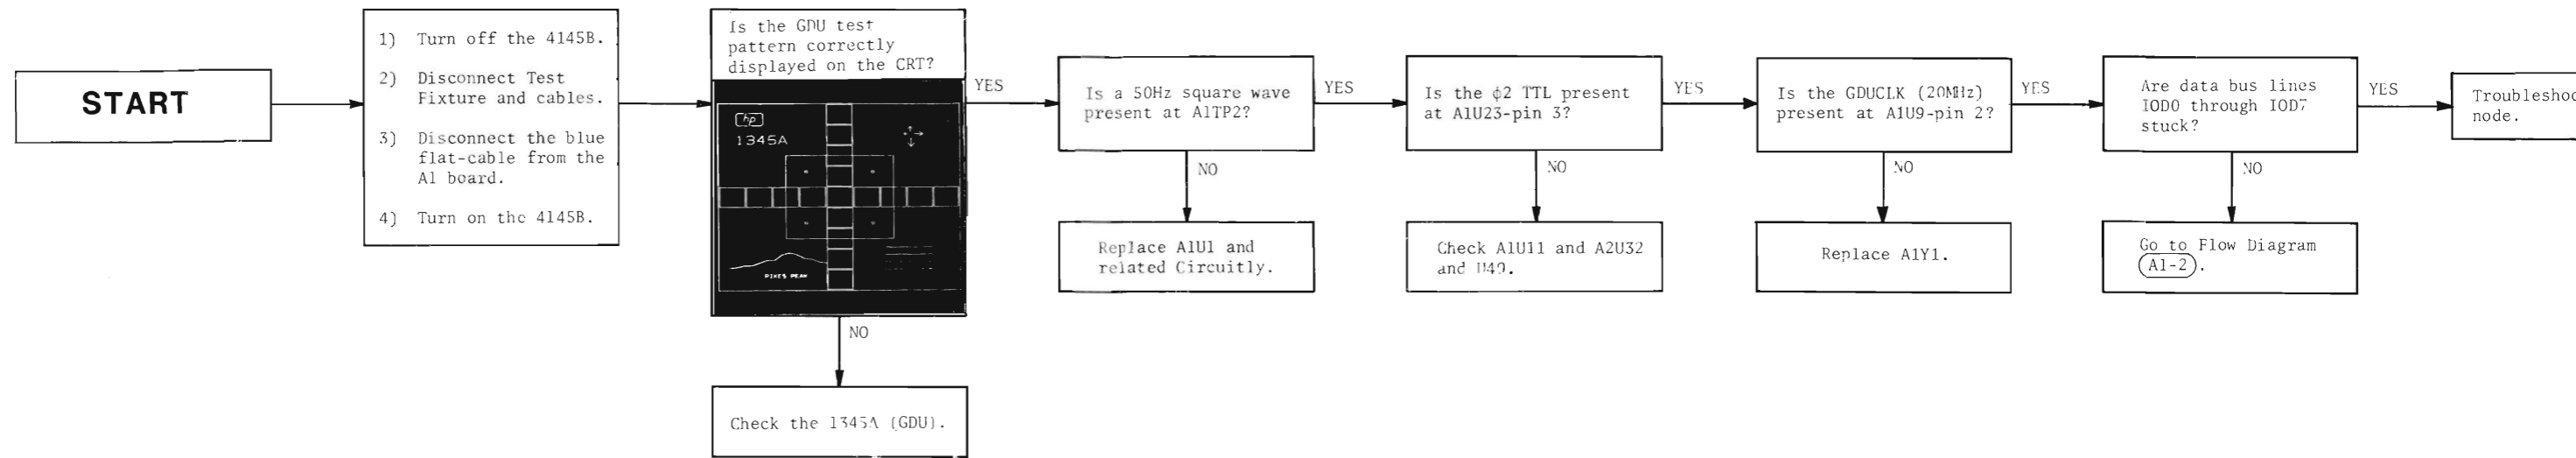 START
1) Turn off the 4145B.
2) Disconnect Test
Fixture and cables.
3) Disconnect the blue
flat-cable from the
A1 board.
4) Turn on the 4145B.
Is the GDU test
pattern correctly
displayed on the CRT?
hp
1345A
PIKES PEAK
NO
Check the 1345A (GDU).
YES
Is a 50Hz square wave
present at A1TP2?
NO
Replace A1U1 and
related Circuitly.
YES
Is the ϕ2 TTL present
at A1U23-pin 3?
NO
Check A1U11 and A2U32
and U49.
YES
Is the GDUCLK (20MHz)
present at A1U9-pin 2?
NO
Replace A1Y1.
YES
Are data bus lines
IOD0 through IOD7
stuck?
NO
Go to Flow Diagram
A1-2.
YES
node.